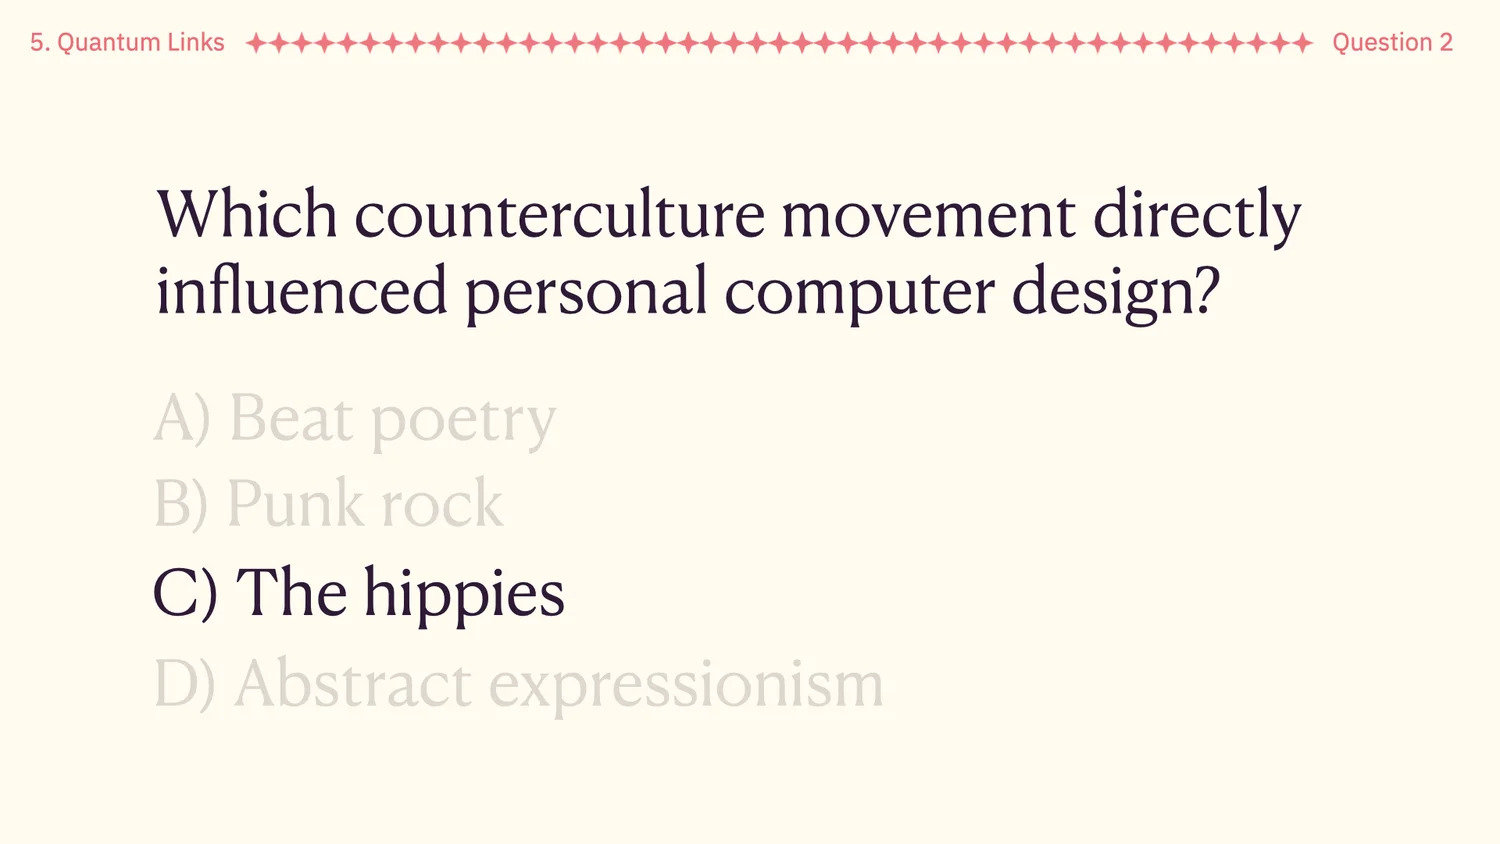 5. Quantum Links
Question 2
Which counterculture movement directly
influenced personal computer design?
A) Beat poetry
B) Punk rock
C) The hippies
D) Abstract expressionism